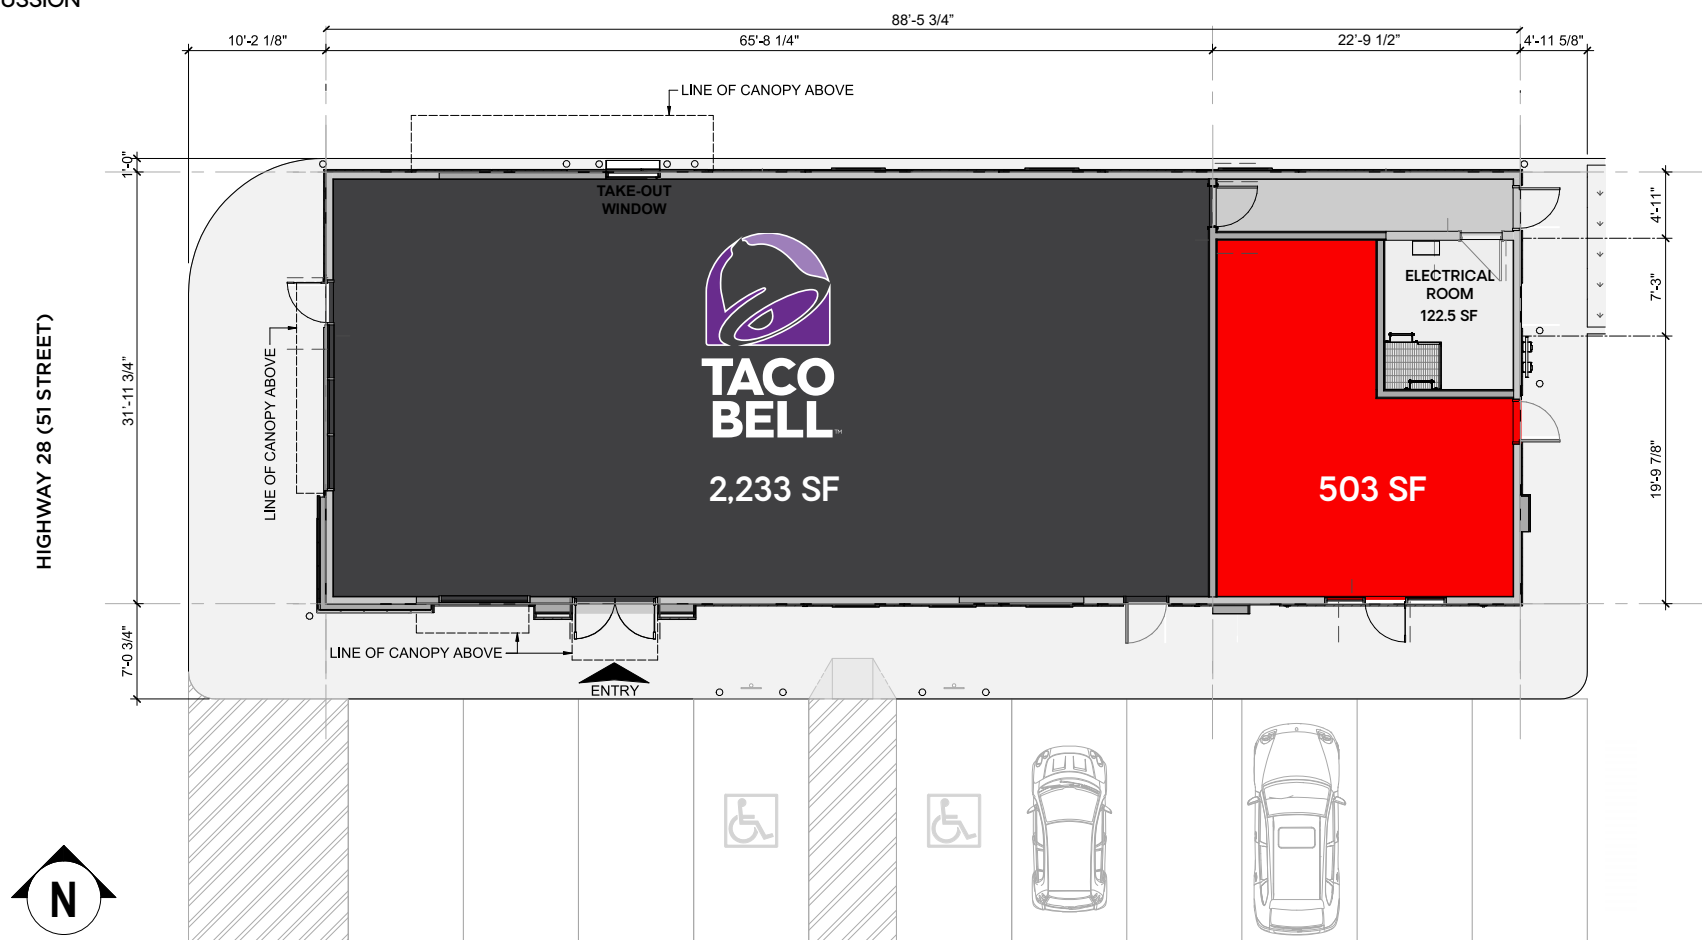 88'-5 3/4"
10'-2 1/8"
65'-8 1/4"
22'-9 1/2"
4'-11 5/8"
LINE OF CANOPY ABOVE
1'-0"
TAKE-OUT
WINDOW
4'-11"
ELECTRICAL
ROOM
122.5 SF
7'-3"
HIGHWAY 28 (51 STREET)
31'-11 3/4"
LINE OF CANOPY ABOVE
TACO
BELL™
2,233 SF
503 SF
19'-9 7/8"
7'-0 3/4"
LINE OF CANOPY ABOVE
ENTRY
N